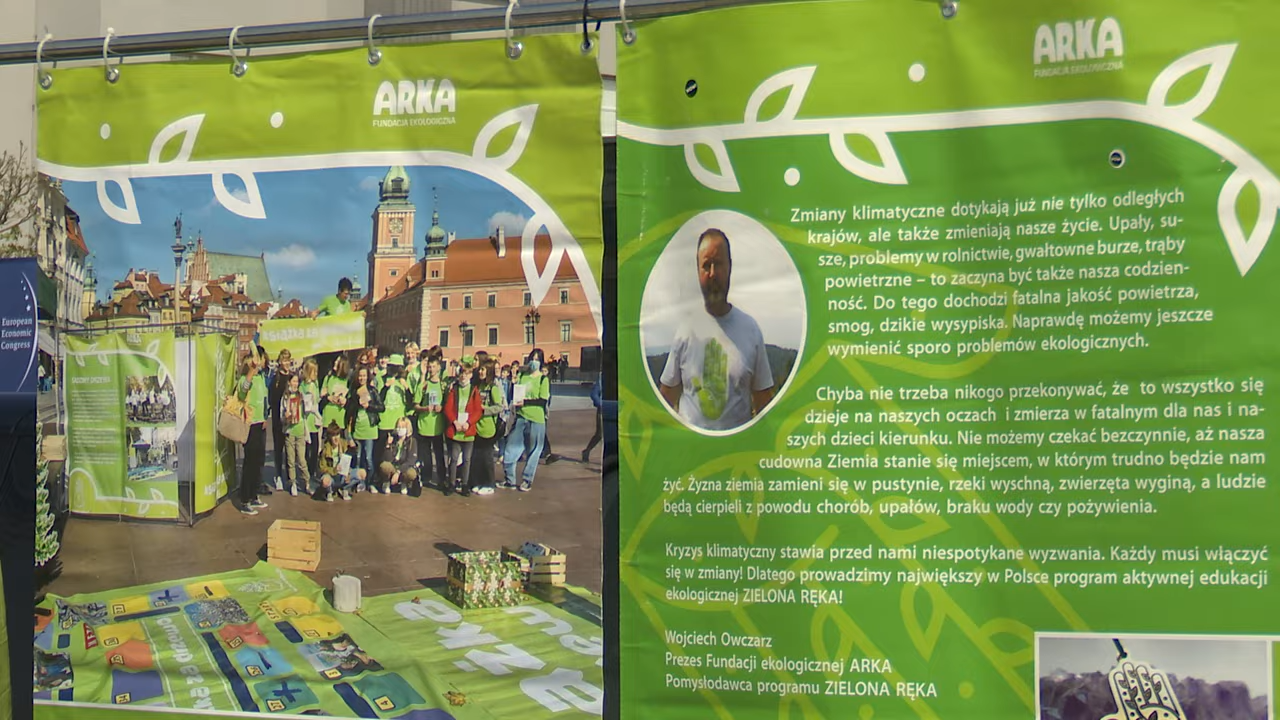 ARKA
FUNDACJA EKOLOGICZNA
European
Economic
Congress
ARKA
FUNDACJA EKOLOGICZNA
Zmiany klimatyczne dotykają już nie tylko odległych
krajów, ale także zmieniają nasze życie. Upały, su-
sze, problemy w rolnictwie, gwałtowne burze, trąby
powietrzne – to zaczyna być także nasza codzien-
ność. Do tego dochodzi fatalna jakość powietrza,
smog, dzikie wysypiska. Naprawdę możemy jeszcze
wymienić sporo problemów ekologicznych.
Chyba nie trzeba nikogo przekonywać, że to wszystko się
dzieje na naszych oczach i zmierza w fatalnym dla nas i na-
szych dzieci kierunku. Nie możemy czekać bezczynnie, aż nasza
cudowna Ziemia stanie się miejscem, w którym trudno będzie nam
żyć. Żyzna ziemia zamieni się w pustynie, rzeki wyschną, zwierzęta wyginą, a ludzie
będą cierpieli z powodu chorób, upałów, braku wody czy pożywienia.
Kryzys klimatyczny stawia przed nami niespotykane wyzwania. Każdy musi włączyć
się w zmiany! Dlatego prowadzimy największy w Polsce program aktywnej edukacji
ekologicznej ZIELONA RĘKA!
Wojciech Owczarz
Prezes Fundacji ekologicznej ARKA
Pomysłodawca programu ZIELONA RĘKA